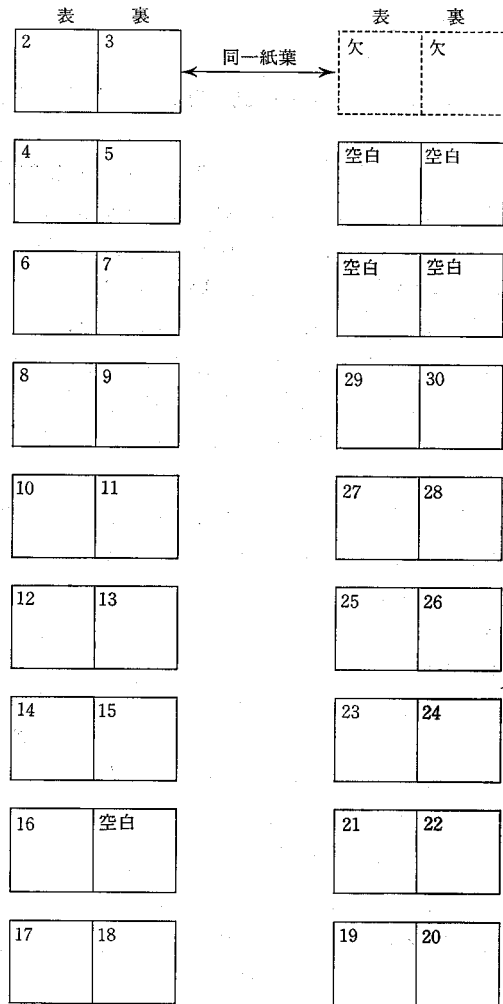 表 裏 表 裏
2 3 同一紙葉 欠 欠
4 5 空白 空白
6 7 空白 空白
8 9 29 30
10 11 27 28
12 13 25 26
14 15 23 24
16 空白 21 22
17 18 19 20